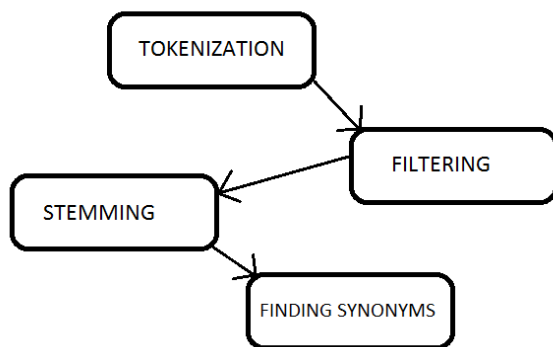 TOKENIZATION
FILTERING
STEMMING
FINDING SYNONYMS